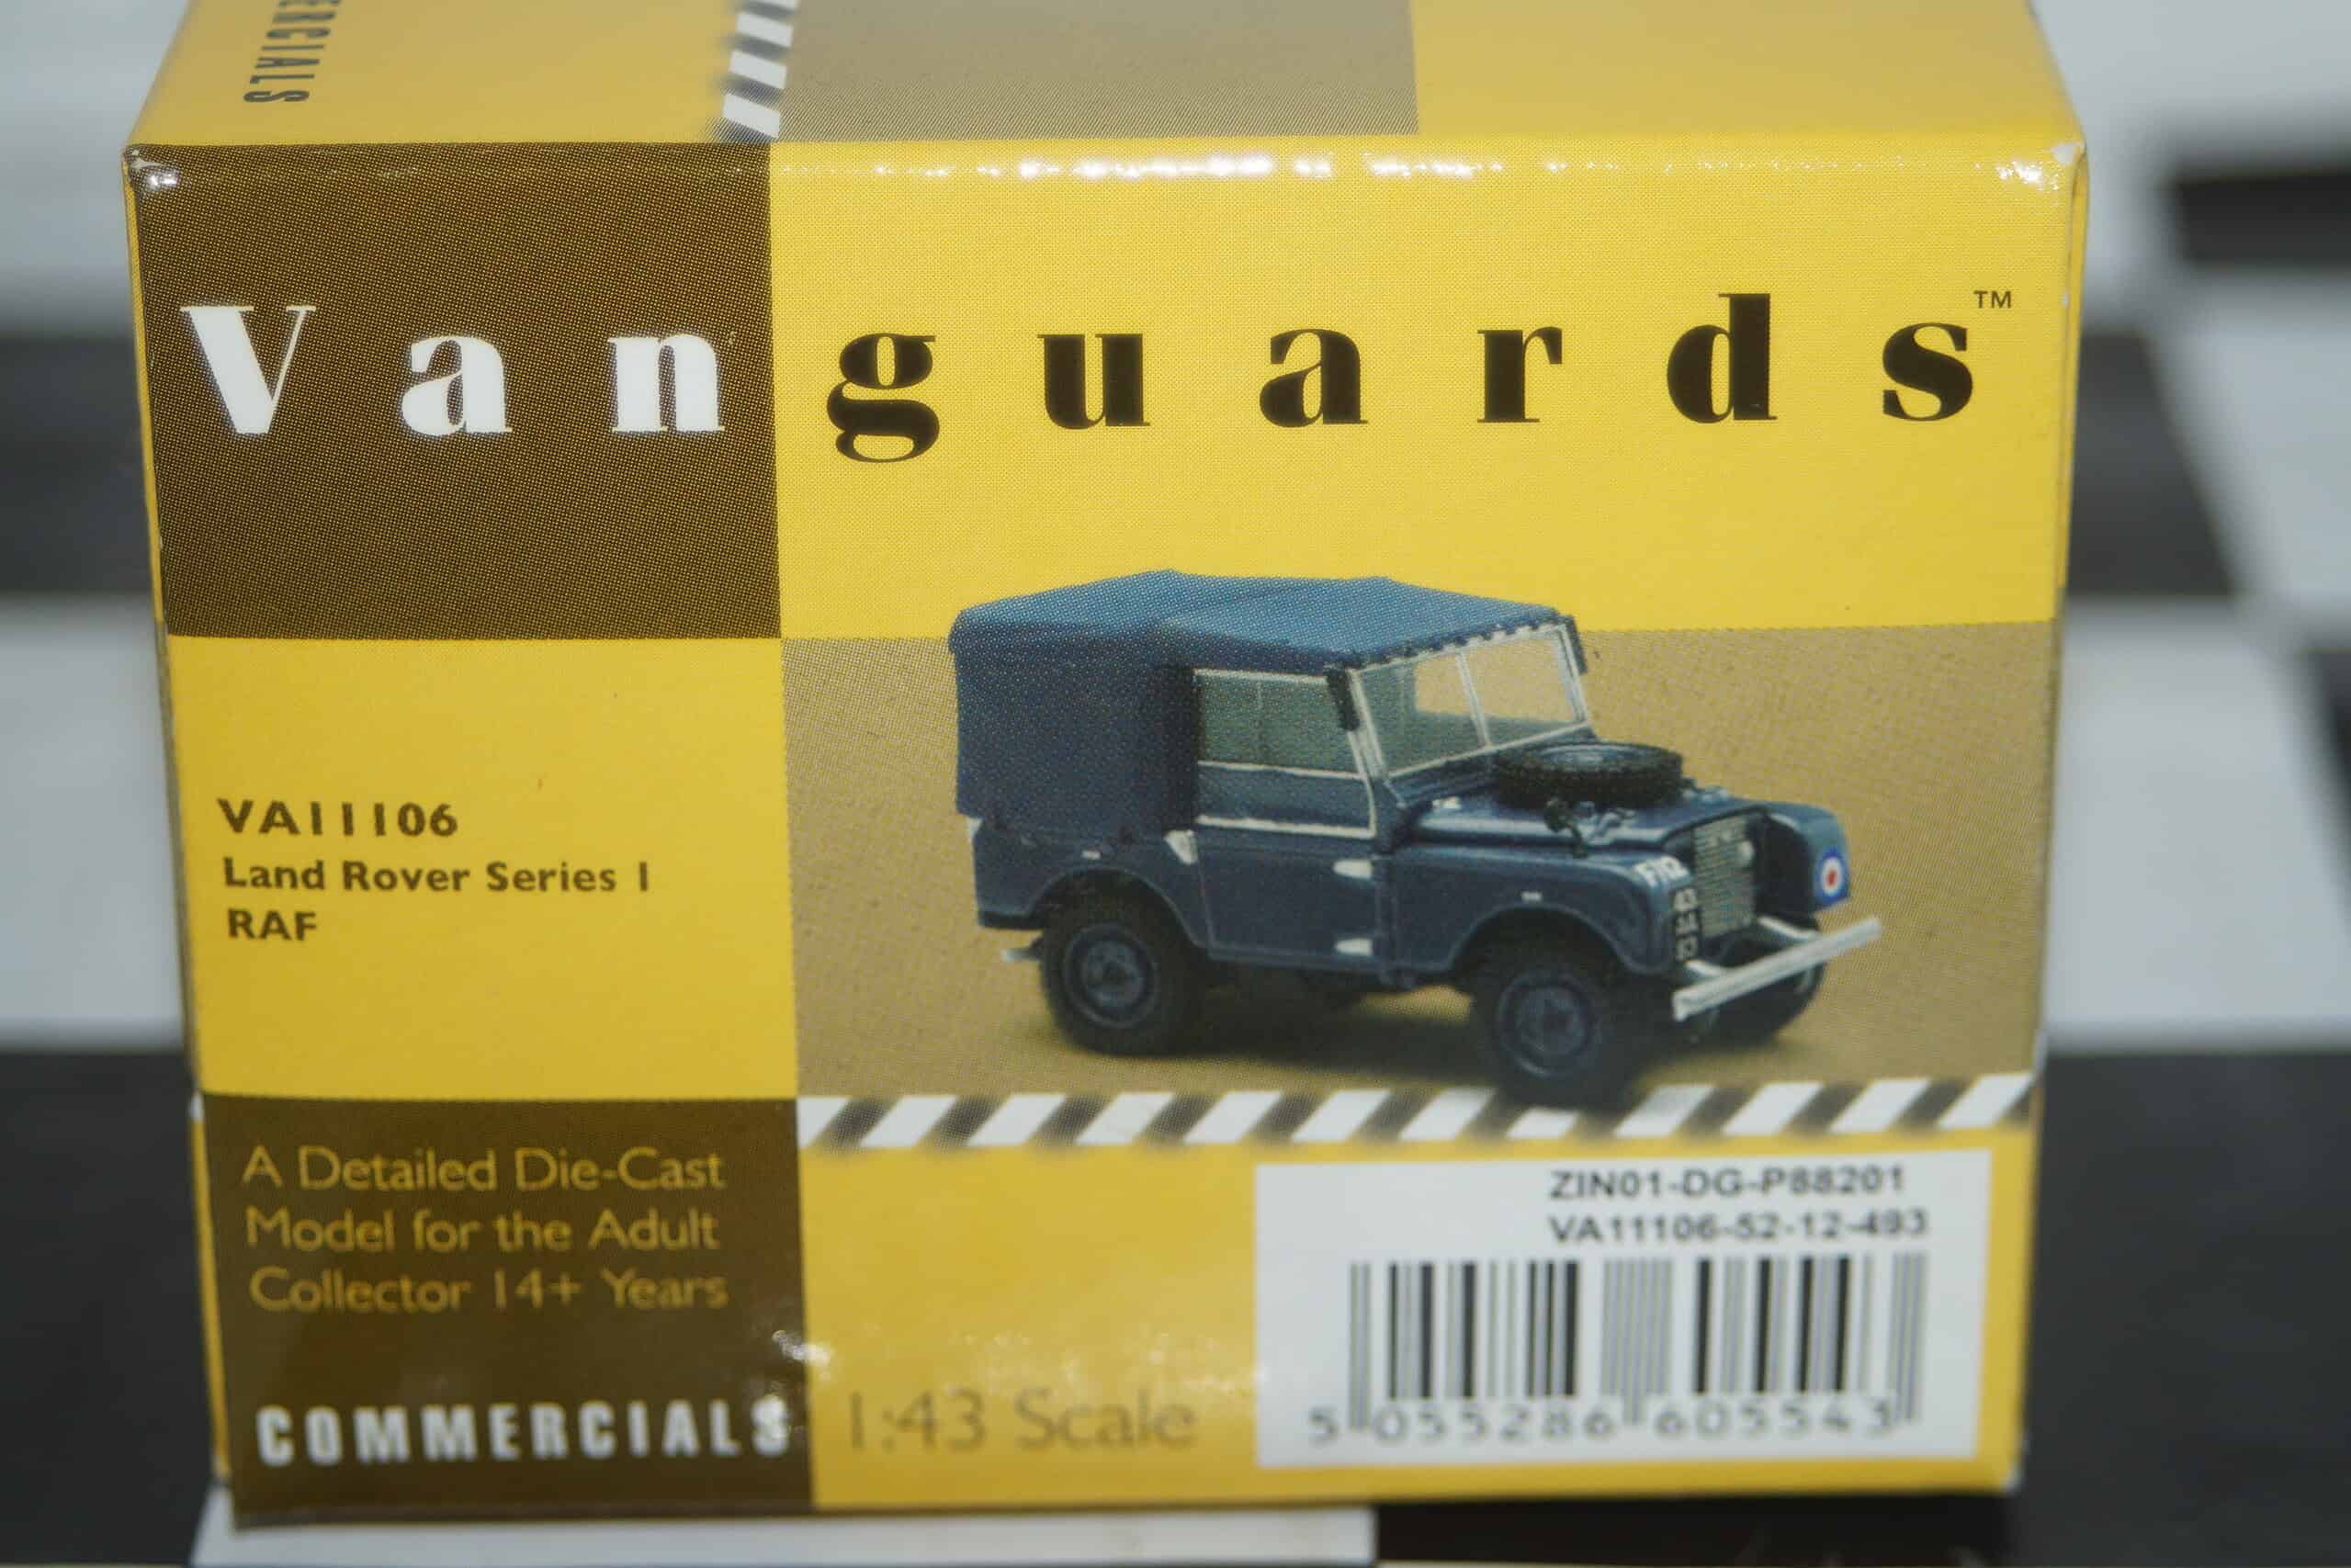 ERCIALS
Vanguards™
VA11106
Land Rover Series 1
RAF
A Detailed Die-Cast
Model for the Adult
Collector 14+ Years
COMMERCIALS
1:43 Scale
ZIN01-DG-P88201
VA11106-52-12-493
5 055286 605543